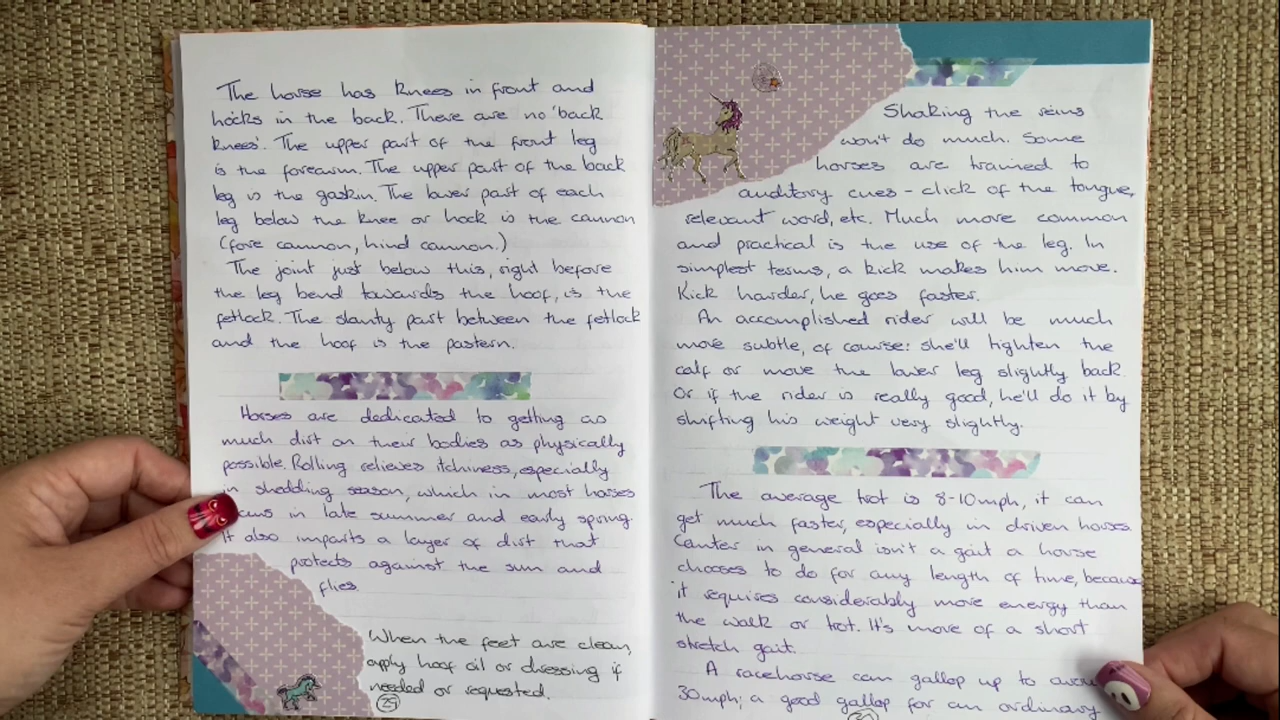 The horse has knees in front and
hocks in the back. There are no 'back
knees'. The upper part of the front leg
is the forearm. The upper part of the back
leg is the gaskin. The lower part of each
leg below the knee or hock is the cannon
(fore cannon, hind cannon.)
The joint just below this, right before
the leg bend towards the hoof, is the
fetlock. The slanty part between the fetlock
and the hoof is the pastern.
Horses are dedicated to getting as
much dirt on their bodies as physically
possible. Rolling relieves itchiness, especially
in shedding season, which in most horses
in late summer and early spring.
It also imparts a layer of dirt that
protects against the sun and
flies.
When the feet are clean,
apply hoof oil or dressing if
needed or requested.
29
Shaking the reins
won't do much. Some
horses are trained to
auditory cues - click of the tongue,
relevant word, etc. Much more common
and practical is the use of the leg. In
simplest terms, a kick makes him move.
Kick harder, he goes faster.
An accomplished rider will be much
more subtle, of course: she'll tighten the
calf or move the lower leg slightly back.
Or if the rider is really good, he'll do it by
shifting his weight very slightly.
The average trot is 8-10mph, it can
get much faster, especially in driven horses.
Canter in general isn't a gait a horse
chooses to do for any length of time, because
it requires considerably more energy than
the walk or trot. It's more of a short
stretch gait.
A racehorse can gallop up to
30mph; a good gallop for an ordinary